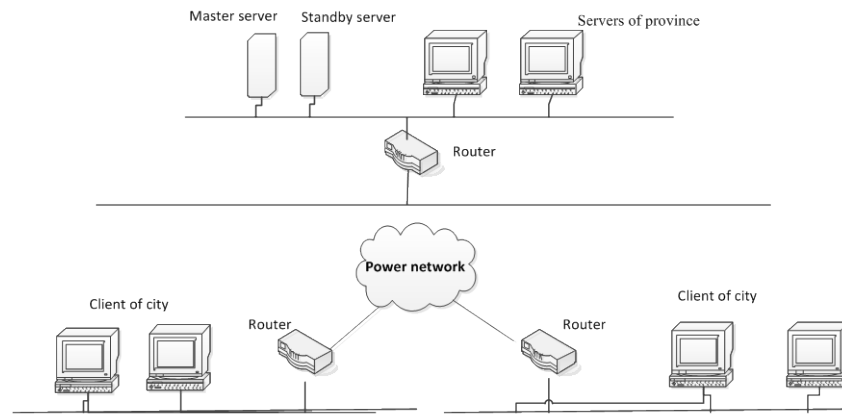 Master server
Standby server
Servers of province
Router
Power network
Client of city
Client of city
Router
Router